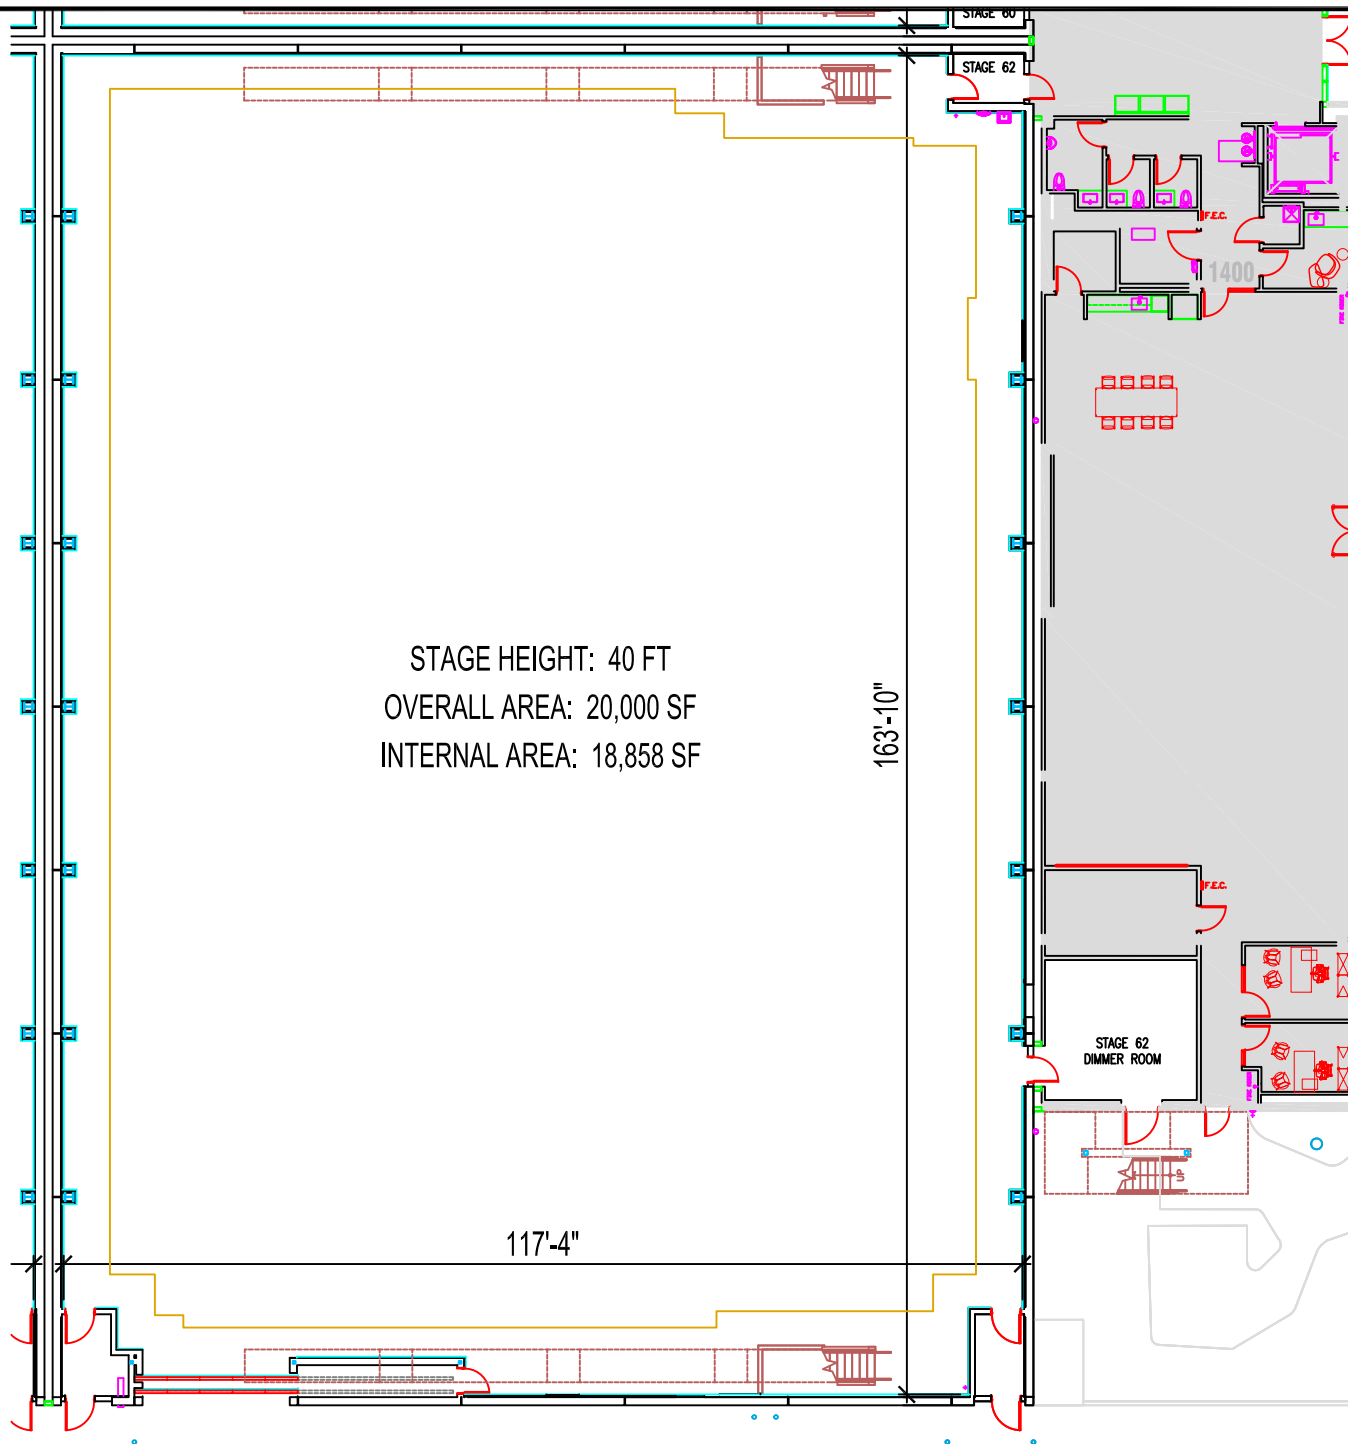 STAGE 60
STAGE 62
F.E.C.
1400
STAGE HEIGHT: 40 FT
OVERALL AREA: 20,000 SF
INTERNAL AREA: 18,858 SF
163'-10"
F.E.C.
STAGE 62
DIMMER ROOM
UP
117'-4"